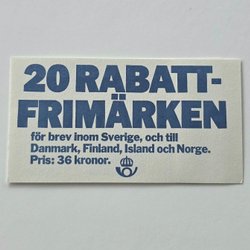 20 RABATT-
FRIMÄRKEN
för brev inom Sverige, och till
Danmark, Finland, Island och Norge.
Pris: 36 kronor.